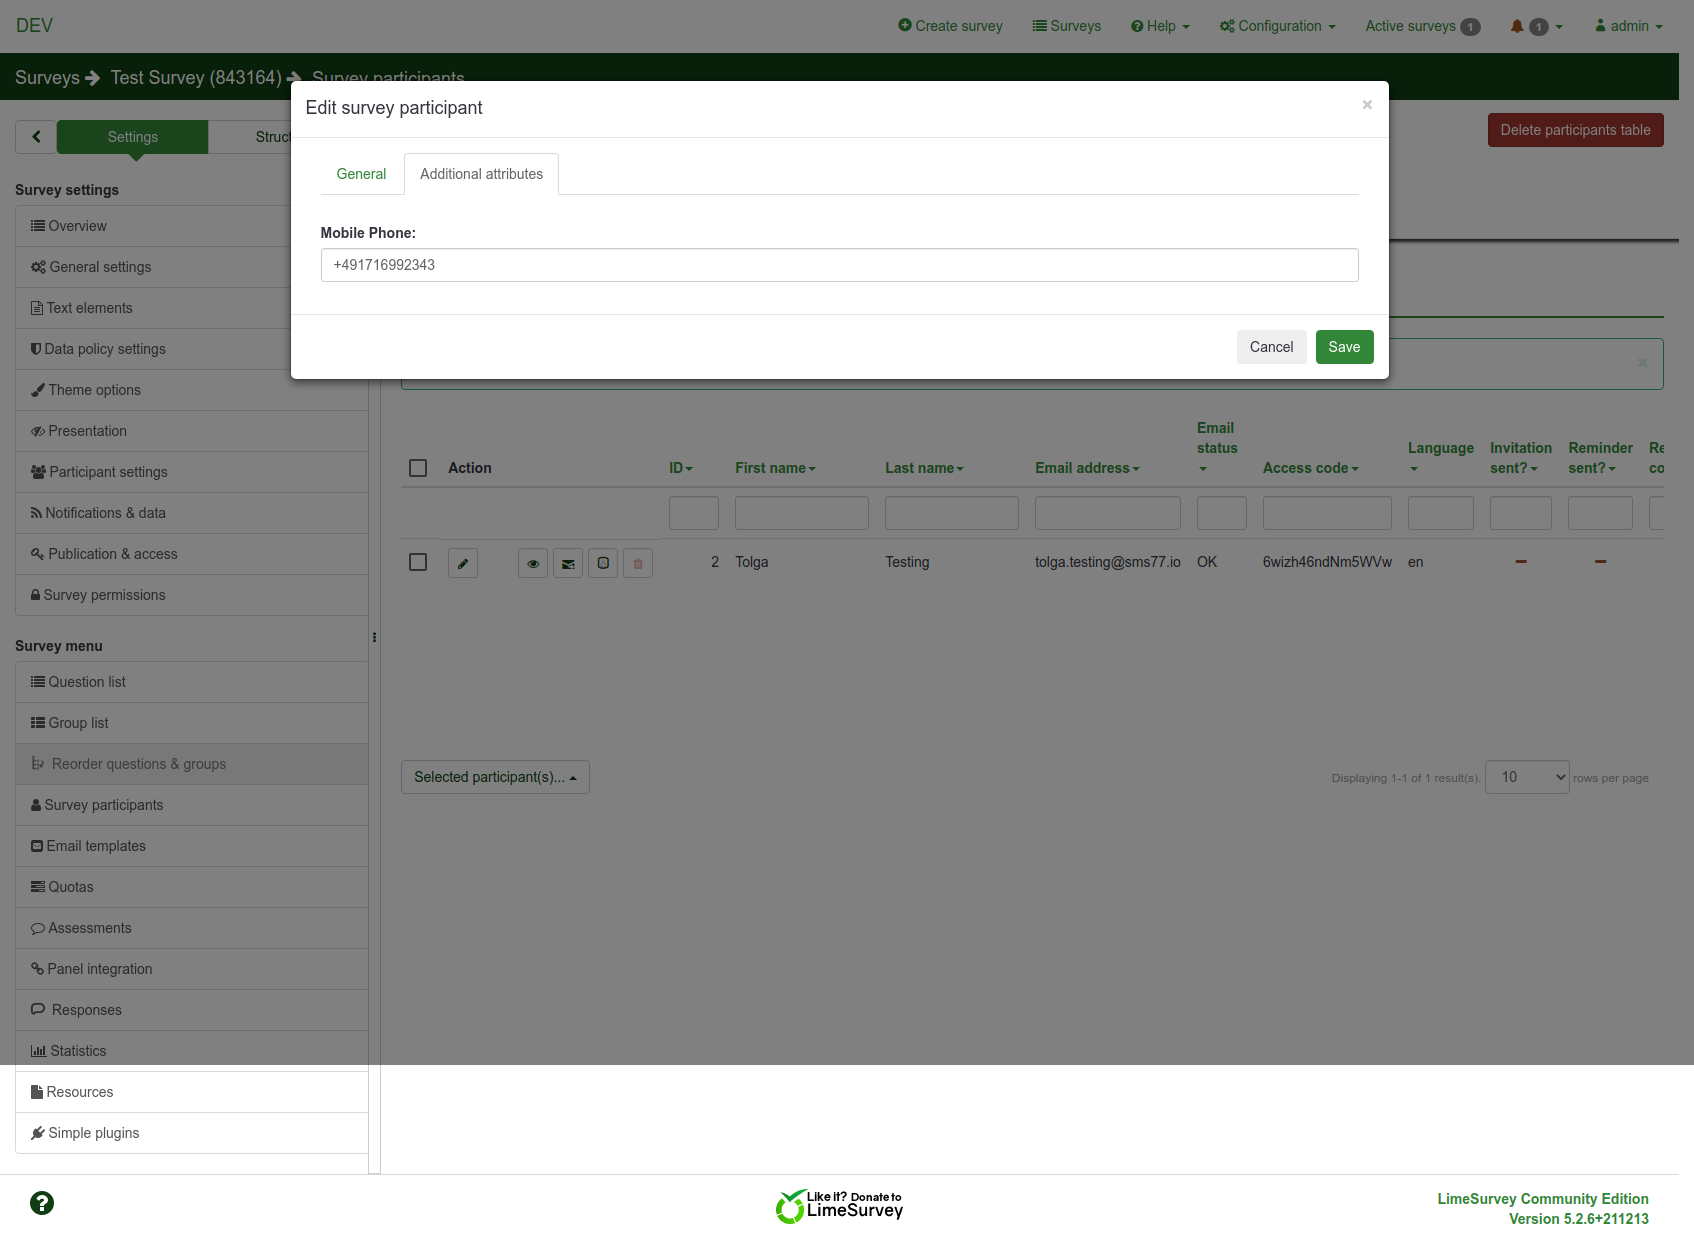 DEV
Create survey
Surveys
Help
Configuration
Active surveys 1
1
admin
Surveys Test Survey (843164) Survey participants
Edit survey participant
×
Settings
Struct
Delete participants table
General
Additional attributes
Mobile Phone:
+491716992343
Cancel
Save
×
Survey settings
Overview
General settings
Text elements
Data policy settings
Theme options
Presentation
Participant settings
Notifications & data
Publication & access
Survey permissions
Survey menu
Question list
Group list
Reorder questions & groups
Survey participants
Email templates
Quotas
Assessments
Panel integration
Responses
Statistics
Resources
Simple plugins
Action
ID
First name
Last name
Email address
Email
status
Access code
Language
Invitation
sent?
Reminder
sent?
Re
co
2
Tolga
Testing
tolga.testing@sms77.io
OK
6wizh46ndNm5WVw
en
Selected participant(s)...
Displaying 1-1 of 1 result(s).
10
rows per page
?
Like it? Donate to
LimeSurvey
LimeSurvey Community Edition
Version 5.2.6+211213